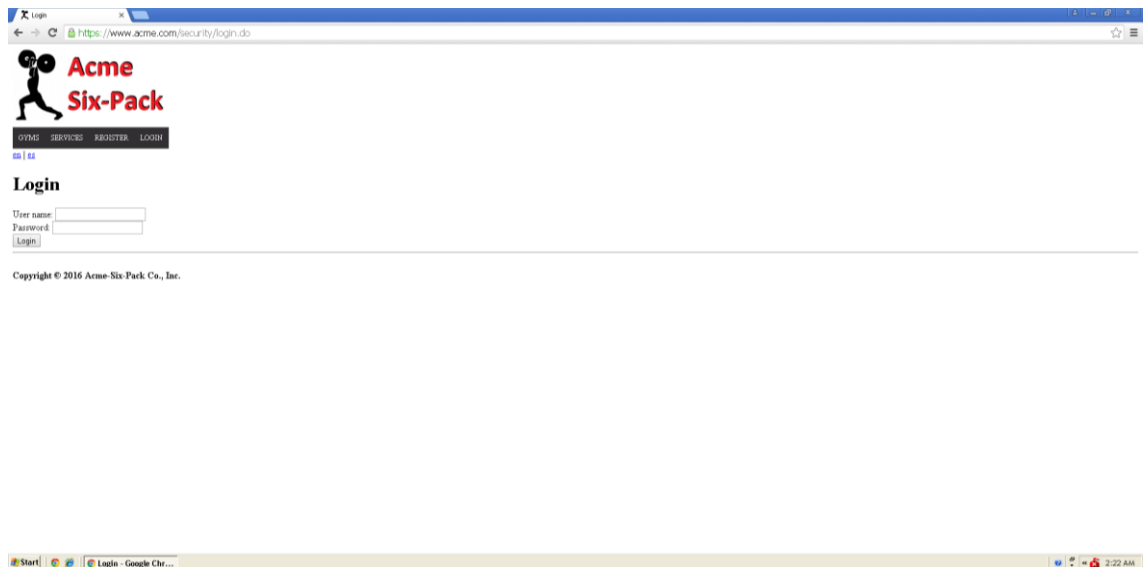 Login
https://www.acme.com/security/login.do
Acme
Six-Pack
GYMS SERVICES REGISTER LOGIN
en | es
Login
User name:
Password:
Login
Copyright © 2016 Acme-Six-Pack Co., Inc.
Start Login - Google Chr... 2:22 AM